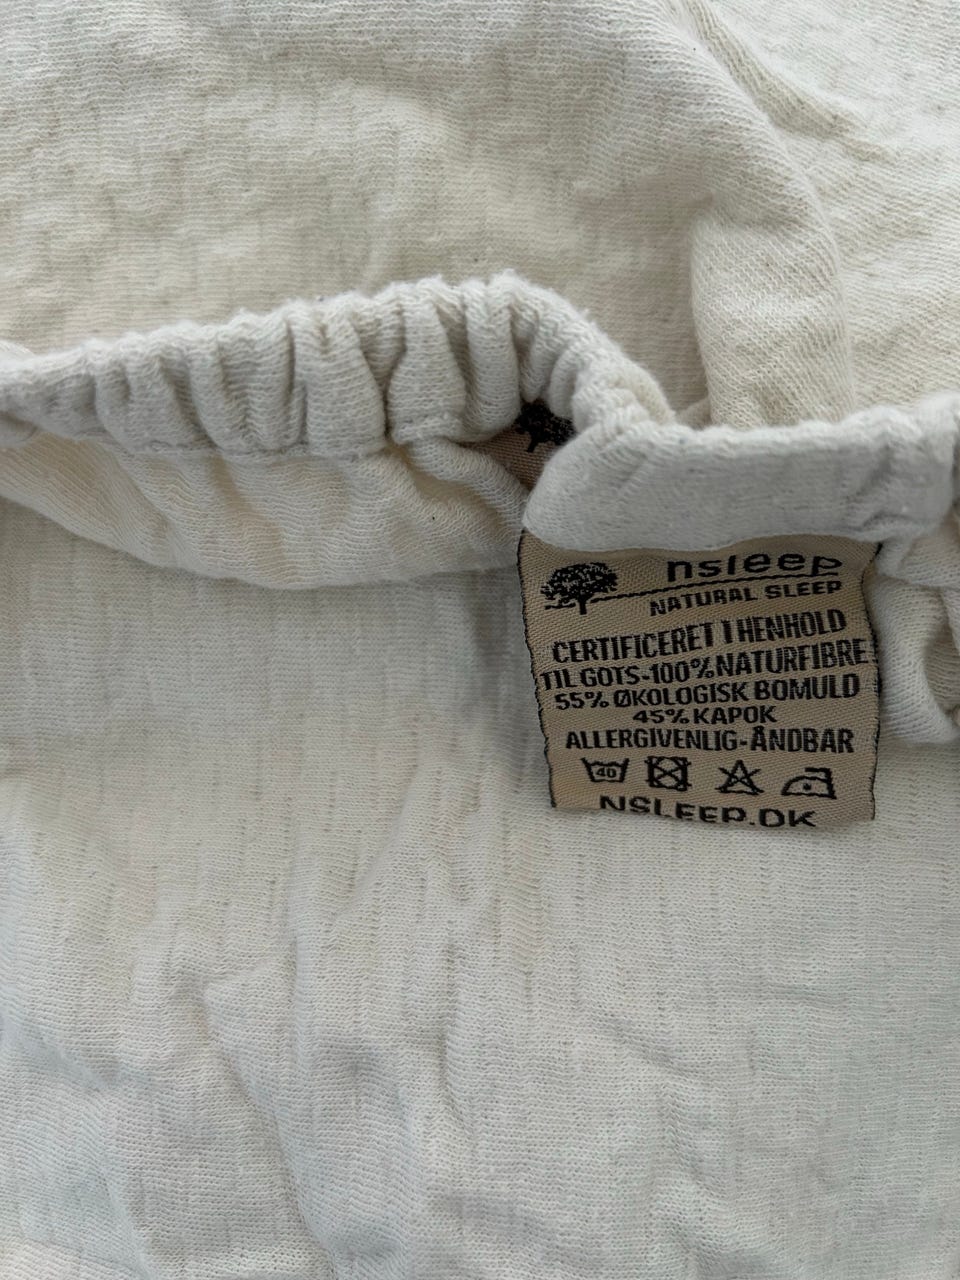 nsleep
NATURAL SLEEP
CERTIFICERET I HENHOLD
TIL GOTS-100% NATURFIBRE
55% ØKOLOGISK BOMULD
45% KAPOK
ALLERGIVENLIG-ÅNDBAR
40
NSLEEP.DK